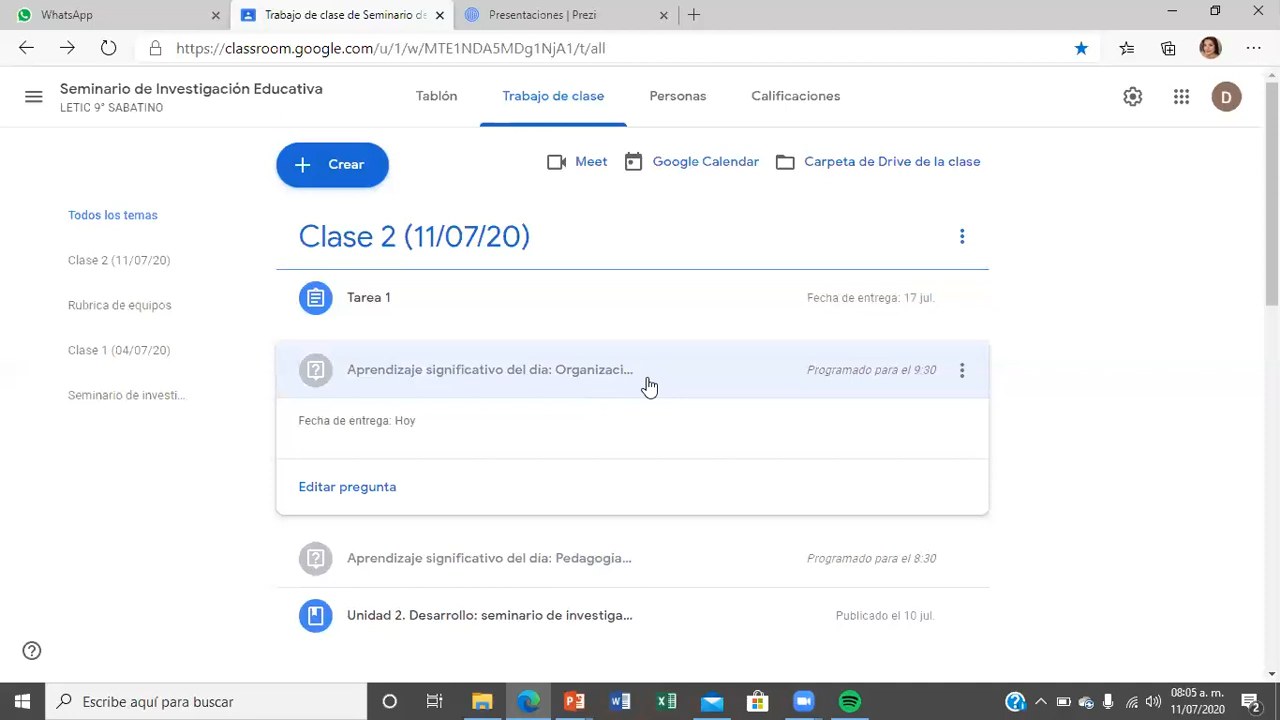 WhatsApp
Trabajo de clase de Seminario de
Presentaciones | Prezi
https://classroom.google.com/u/1/w/MTE1NDA5MDg1NjA1/t/all
Seminario de Investigación Educativa
LETIC 9° SABATINO
Tablón
Trabajo de clase
Personas
Calificaciones
D
Crear
Meet
Google Calendar
Carpeta de Drive de la clase
Todos los temas
Clase 2 (11/07/20)
Rubrica de equipos
Clase 1 (04/07/20)
Seminario de investi...
Clase 2 (11/07/20)
Tarea 1
Fecha de entrega: 17 jul.
Aprendizaje significativo del día: Organizaci...
Programado para el 9:30
Fecha de entrega: Hoy
Editar pregunta
Aprendizaje significativo del día: Pedagogía...
Programado para el 8:30
Unidad 2. Desarrollo: seminario de investiga...
Publicado el 10 jul.
Escribe aquí para buscar
08:05 a. m.
11/07/2020
2